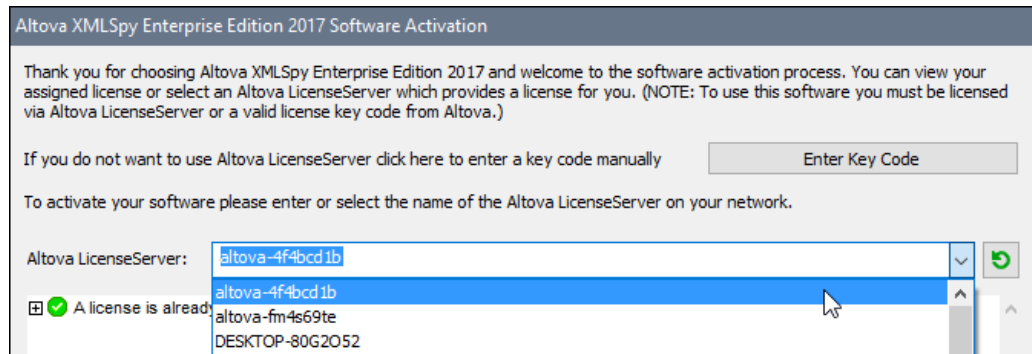 Altova XMLSpy Enterprise Edition 2017 Software Activation
Thank you for choosing Altova XMLSpy Enterprise Edition 2017 and welcome to the software activation process. You can view your
assigned license or select an Altova LicenseServer which provides a license for you. (NOTE: To use this software you must be licensed
via Altova LicenseServer or a valid license key code from Altova.)
If you do not want to use Altova LicenseServer click here to enter a key code manually Enter Key Code
To activate your software please enter or select the name of the Altova LicenseServer on your network.
Altova LicenseServer: altova-4f4bcd1b
altova-4f4bcd1b
A license is already
altova-fm4s69te
DESKTOP-80G2O52